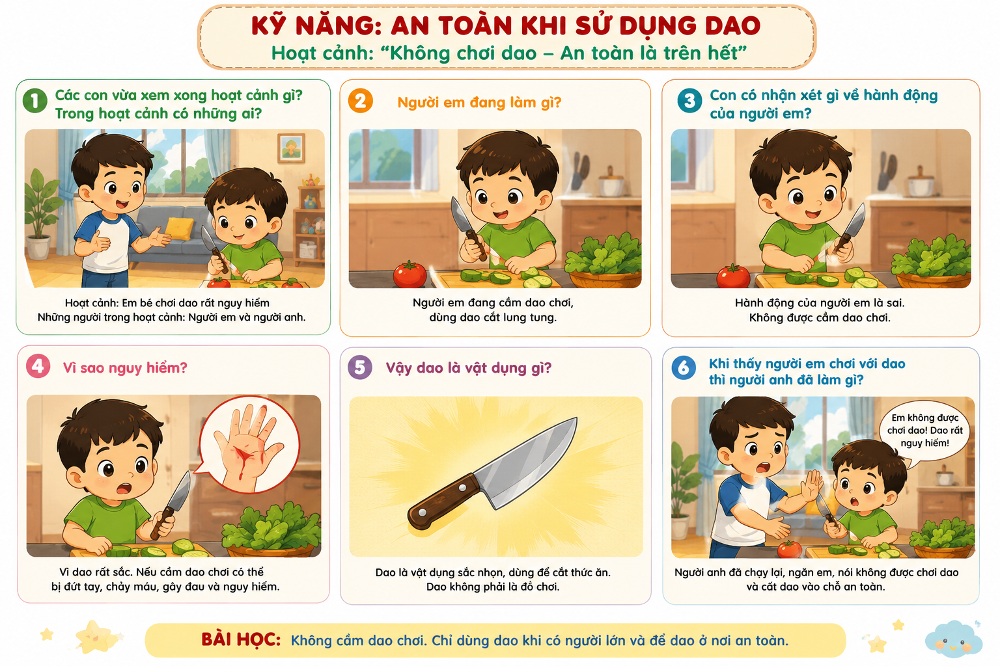 KỸ NĂNG: AN TOÀN KHI SỬ DỤNG DAO
Hoạt cảnh: “Không chơi dao – An toàn là trên hết”
1
Các con vừa xem xong hoạt cảnh gì?
Trong hoạt cảnh có những ai?
Hoạt cảnh: Em bé chơi dao rất nguy hiếm
Những người trong hoạt cảnh: Người em và người anh.
2
Người em đang làm gì?
Người em đang cầm dao chơi,
dùng dao cắt lung tung.
3
Con có nhận xét gì về hành động
của người em?
Hành động của người em là sai.
Không được cầm dao chơi.
4
Vì sao nguy hiểm?
Vì dao rất sắc. Nếu cầm dao chơi có thể
bị đứt tay, chảy máu, gây đau và nguy hiểm.
5
Vậy dao là vật dụng gì?
Dao là vật dụng sắc nhọn, dùng để cắt thức ăn.
Dao không phải là đồ chơi.
6
Khi thấy người em chơi với dao
thì người anh đã làm gì?
Em không được
chơi dao! Dao rất
nguy hiếm!
Người anh đã chạy lại, ngăn em, nói không được chơi dao
và cất dao vào chỗ an toàn.
BÀI HỌC: Không cầm dao chơi. Chỉ dùng dao khi có người lớn và để dao ở nơi an toàn.